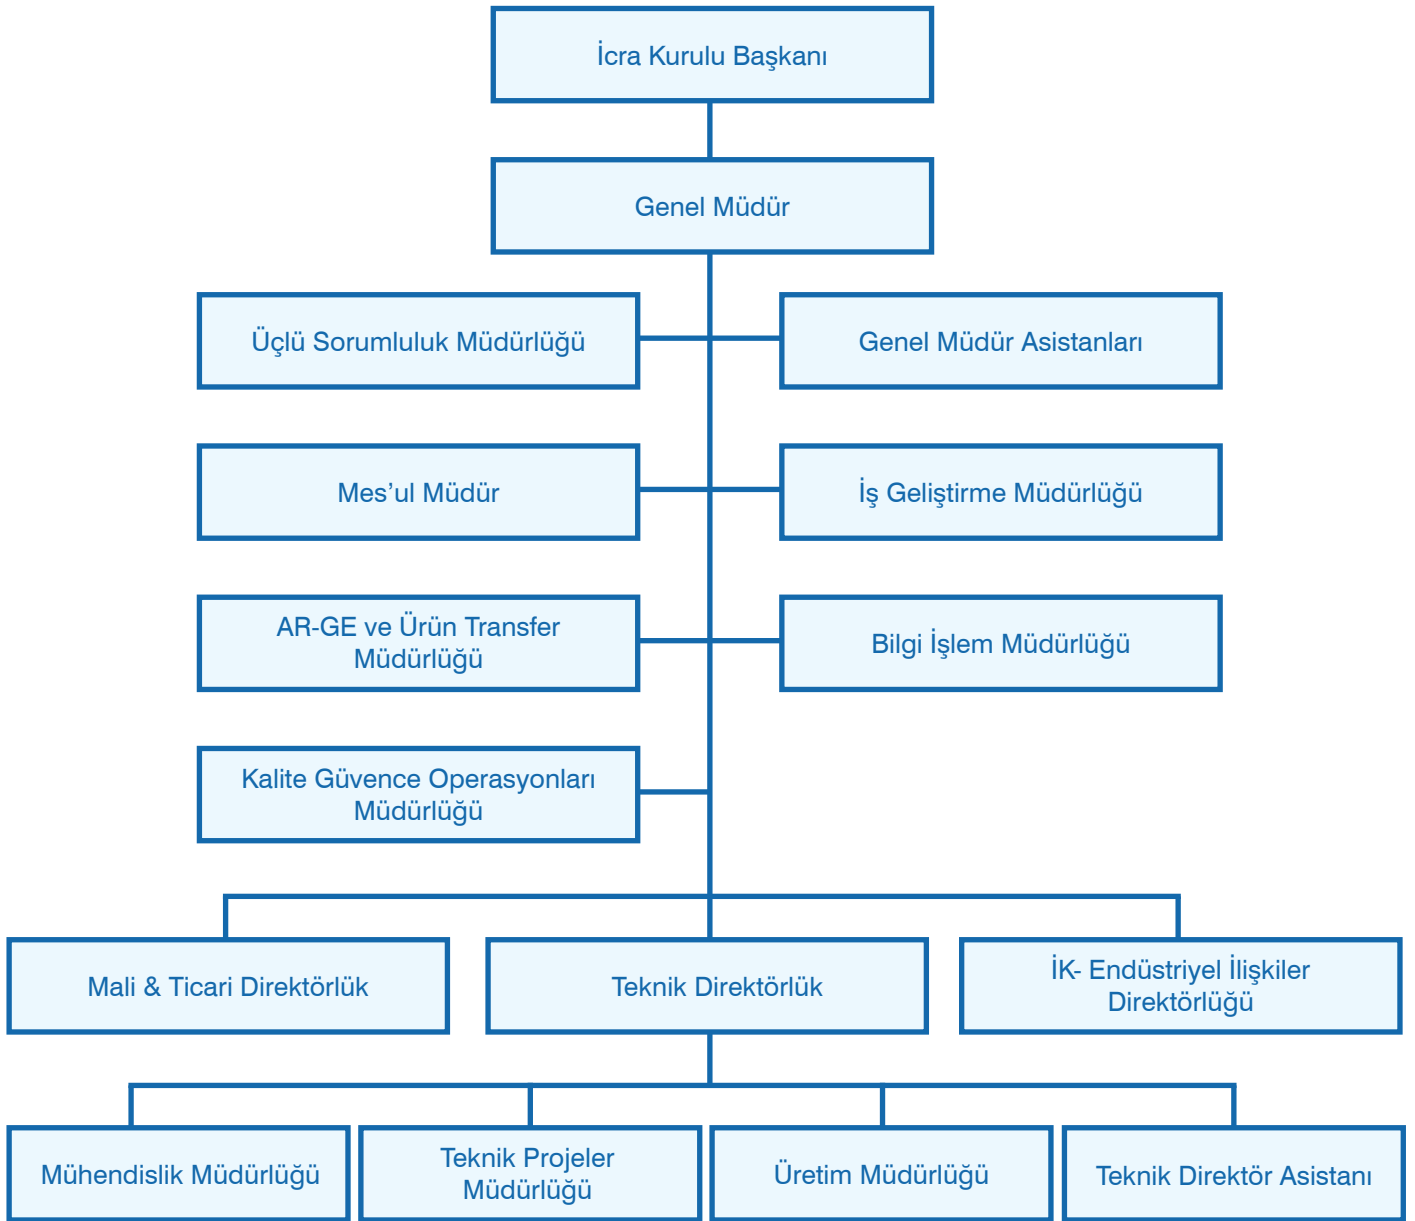 İcra Kurulu Başkanı
Genel Müdür
Üçlü Sorumluluk Müdürlüğü
Genel Müdür Asistanları
Mes’ul Müdür
İş Geliştirme Müdürlüğü
AR-GE ve Ürün Transfer
Müdürlüğü
Bilgi İşlem Müdürlüğü
Kalite Güvence Operasyonları
Müdürlüğü
Mali & Ticari Direktörlük
Teknik Direktörlük
İK- Endüstriyel İlişkiler
Direktörlüğü
Mühendislik Müdürlüğü
Teknik Projeler
Müdürlüğü
Üretim Müdürlüğü
Teknik Direktör Asistanı